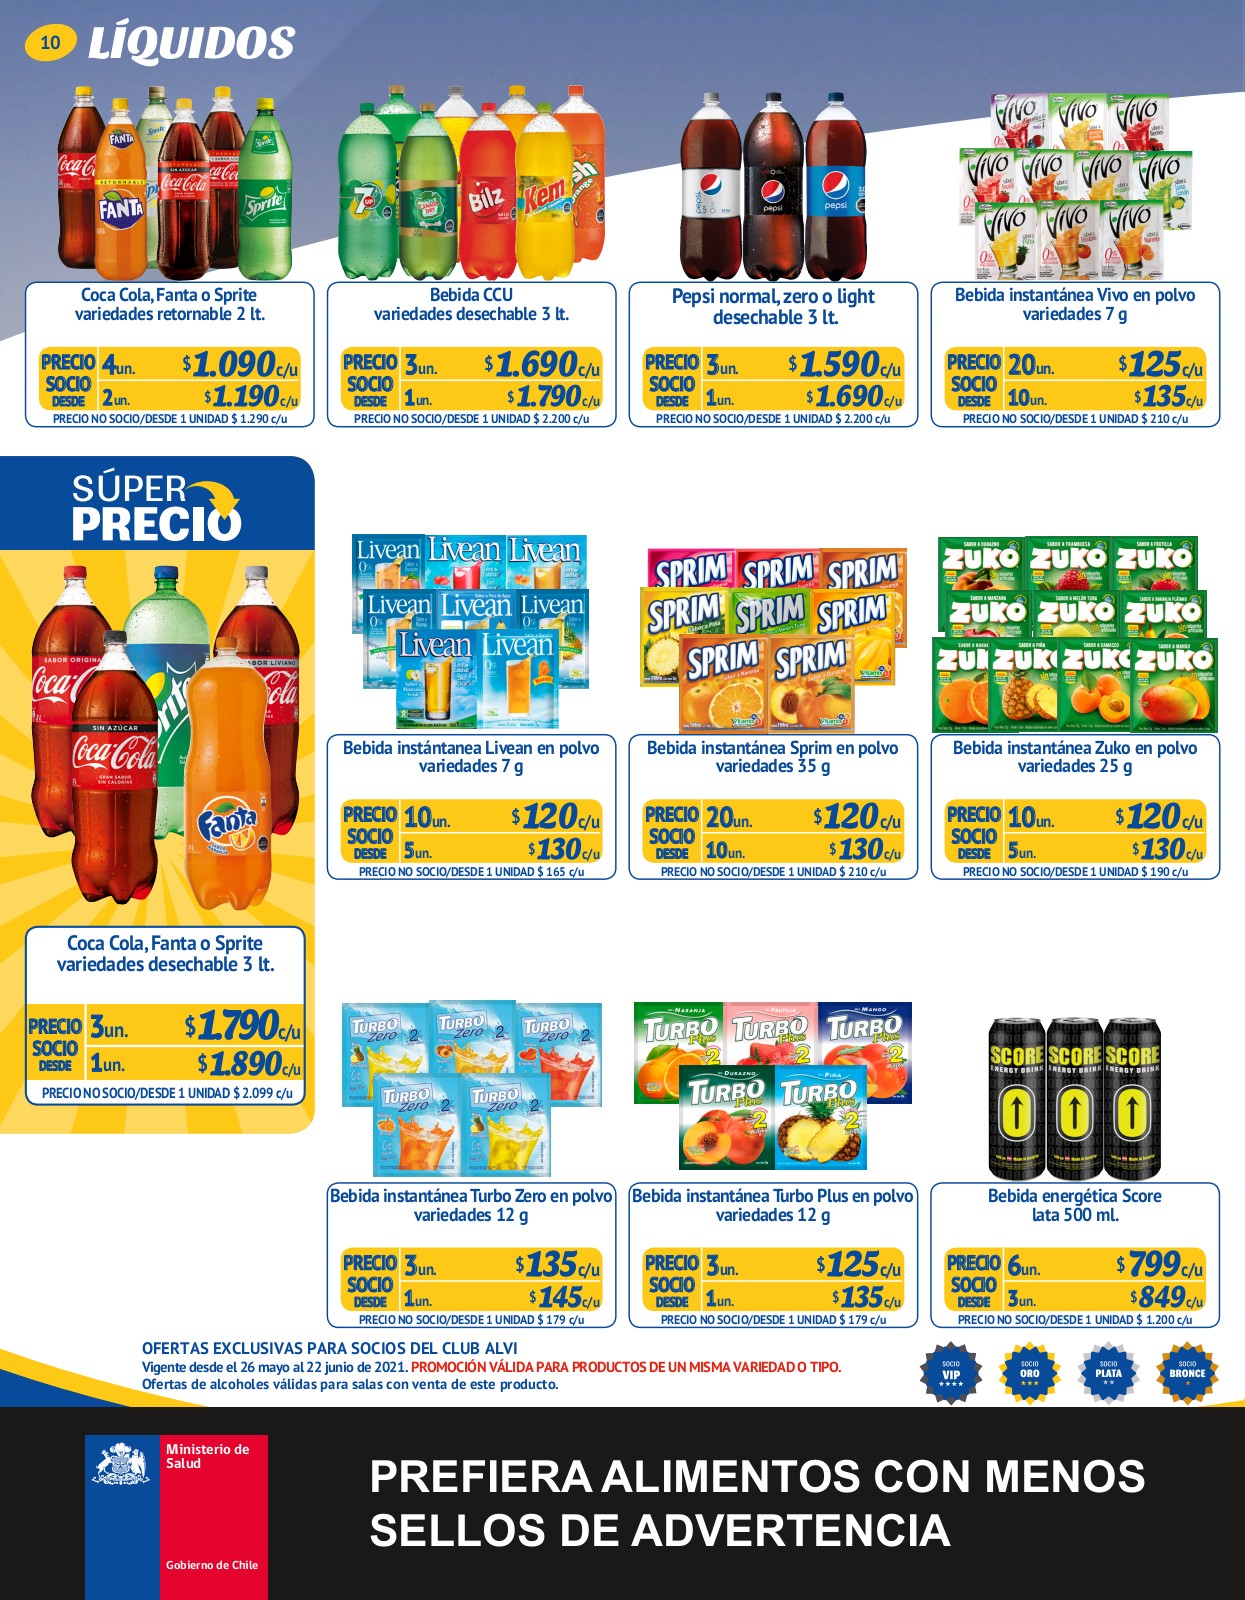 10 LÍQUIDOS
Coca Cola, Fanta o Sprite
variedades retornable 2 lt.
PRECIO SOCIO DESDE
4un. $1.090c/u
2un. $1.190c/u
PRECIO NO SOCIO/DESDE 1 UNIDAD $ 1.290 c/u
Bebida CCU
variedades desechable 3 lt.
PRECIO SOCIO DESDE
3un. $1.690c/u
1un. $1.790c/u
PRECIO NO SOCIO/DESDE 1 UNIDAD $ 2.200 c/u
Pepsi normal, zero o light
desechable 3 lt.
PRECIO SOCIO DESDE
3un. $1.590c/u
1un. $1.690c/u
PRECIO NO SOCIO/DESDE 1 UNIDAD $ 2.200 c/u
Bebida instantánea Vivo en polvo
variedades 7 g
PRECIO SOCIO DESDE
20un. $125c/u
10un. $135c/u
PRECIO NO SOCIO/DESDE 1 UNIDAD $ 210 c/u
SÚPER
PRECIO
Coca Cola, Fanta o Sprite
variedades desechable 3 lt.
PRECIO SOCIO DESDE
3un. $1.790c/u
1un. $1.890c/u
PRECIO NO SOCIO/DESDE 1 UNIDAD $ 2.099 c/u
Bebida instántanea Livean en polvo
variedades 7 g
PRECIO SOCIO DESDE
10un. $120c/u
5un. $130c/u
PRECIO NO SOCIO/DESDE 1 UNIDAD $ 165 c/u
Bebida instantánea Sprim en polvo
variedades 35 g
PRECIO SOCIO DESDE
20un. $120c/u
10un. $130c/u
PRECIO NO SOCIO/DESDE 1 UNIDAD $ 210 c/u
Bebida instantánea Zuko en polvo
variedades 25 g
PRECIO SOCIO DESDE
10un. $120c/u
5un. $130c/u
PRECIO NO SOCIO/DESDE 1 UNIDAD $ 190 c/u
Bebida instantánea Turbo Zero en polvo
variedades 12 g
PRECIO SOCIO DESDE
3un. $135c/u
1un. $145c/u
PRECIO NO SOCIO/DESDE 1 UNIDAD $ 179 c/u
Bebida instantánea Turbo Plus en polvo
variedades 12 g
PRECIO SOCIO DESDE
3un. $125c/u
1un. $135c/u
PRECIO NO SOCIO/DESDE 1 UNIDAD $ 179 c/u
Bebida energética Score
lata 500 ml.
PRECIO SOCIO DESDE
6un. $799c/u
3un. $849c/u
PRECIO NO SOCIO/DESDE 1 UNIDAD $ 1.200 c/u
OFERTAS EXCLUSIVAS PARA SOCIOS DEL CLUB ALVI
Vigente desde el 26 mayo al 22 junio de 2021. PROMOCIÓN VÁLIDA PARA PRODUCTOS DE UN MISMA VARIEDAD O TIPO.
Ofertas de alcoholes válidas para salas con venta de este producto.
SOCIO VIP
SOCIO ORO
SOCIO PLATA
SOCIO BRONCE
Ministerio de
Salud
Gobierno de Chile
PREFIERA ALIMENTOS CON MENOS
SELLOS DE ADVERTENCIA